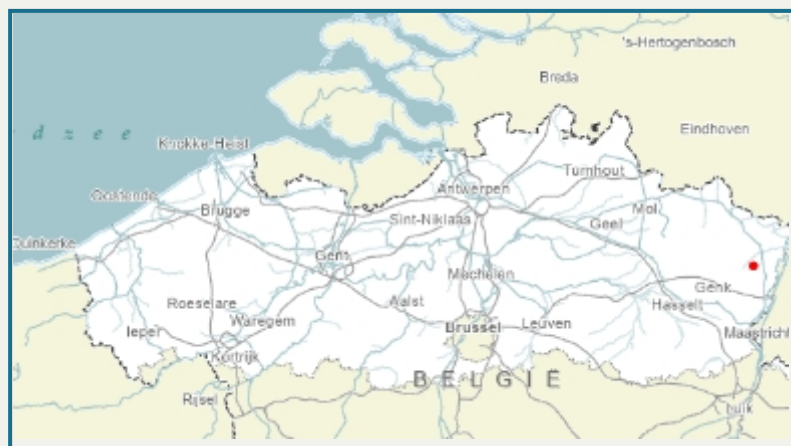 's-Hertogenbosch
Breda
d z e e
Eindhoven
Knokke-Heist
Turnhout
Oostende
Antwerpen
Mol
Brugge
Sint-Niklaas
Geel
Duinkerke
Gent
Mechelen
Genk
Roeselare
Aalst
Hasselt
Ieper
Waregem
Brussel
Leuven
Maastricht
Kortrijk
BELGIË
Rijsel
Luik